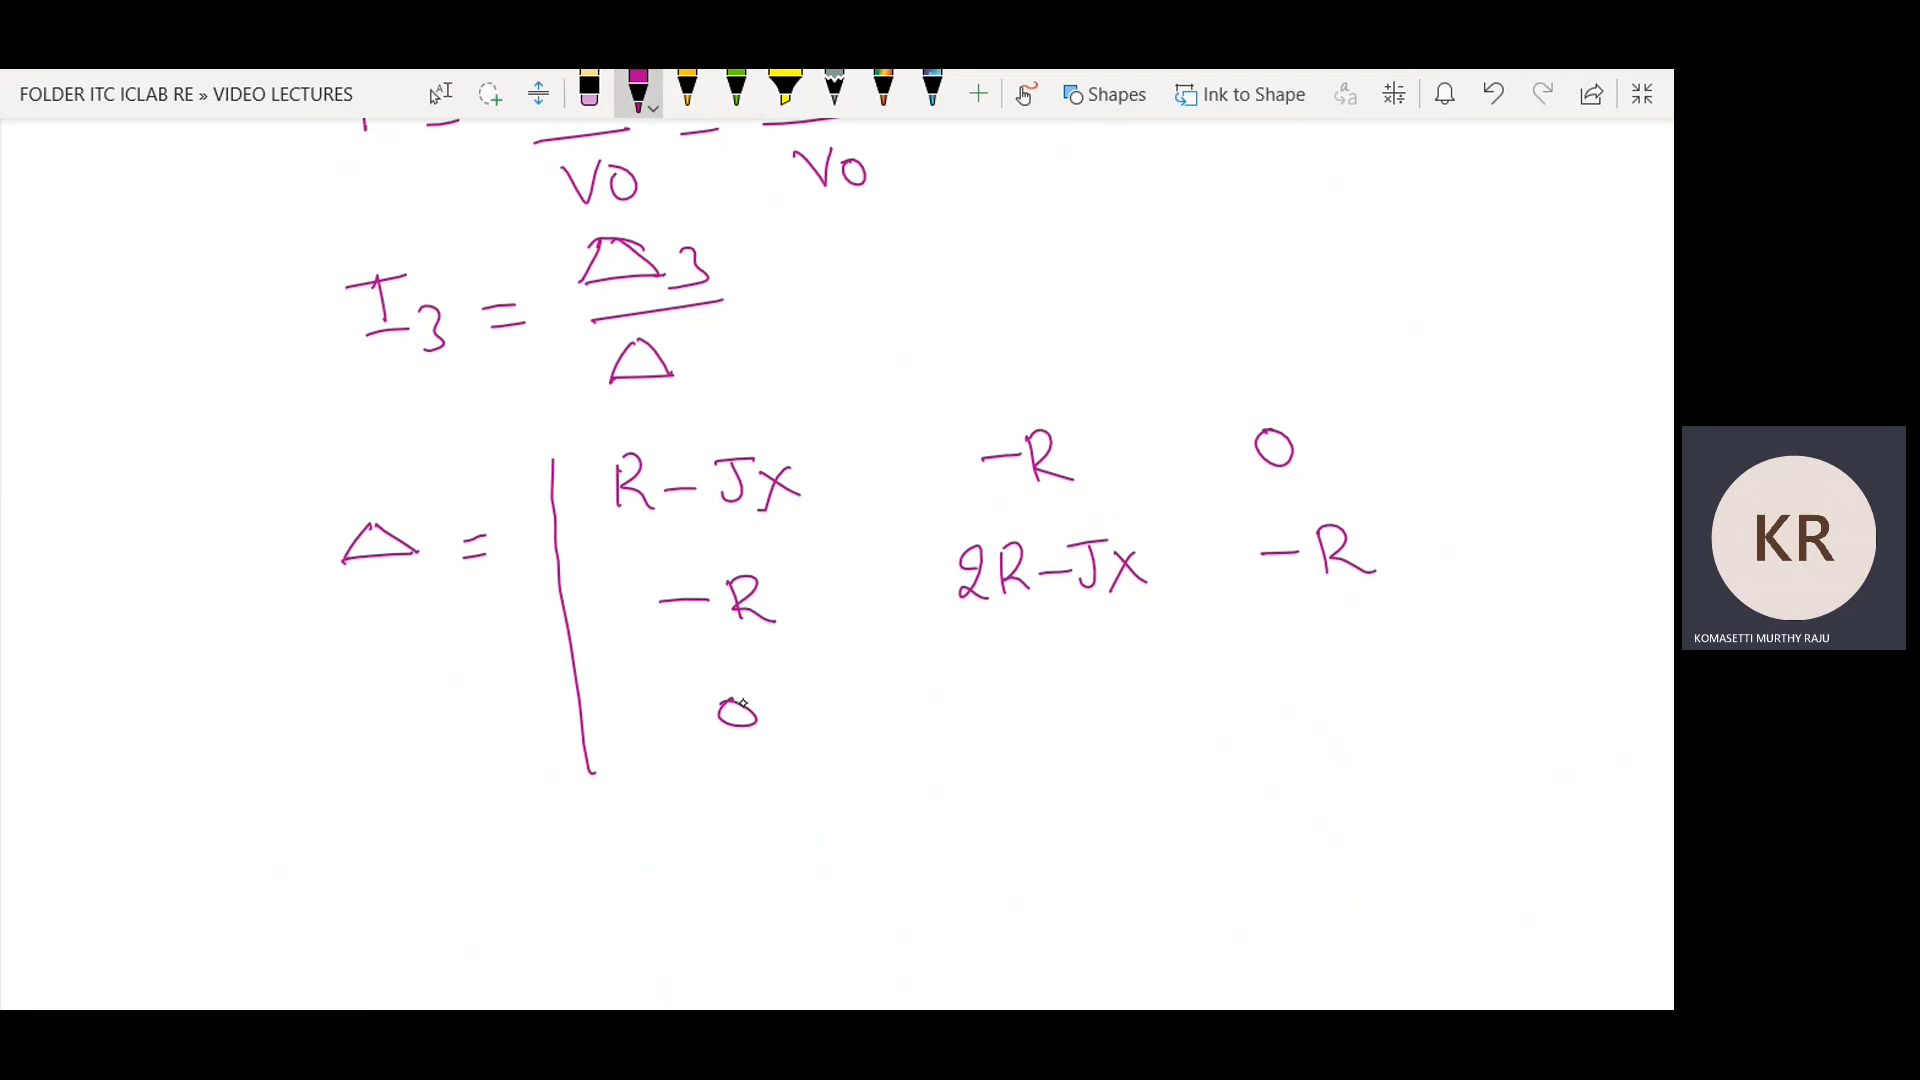 FOLDER ITC ICLAB RE » VIDEO LECTURES Shapes Ink to Shape
VO VO
I3 = Δ3
Δ
Δ = R - JX -R 0
-R 2R-JX -R
0
KR
KOMASETTI MURTHY RAJU